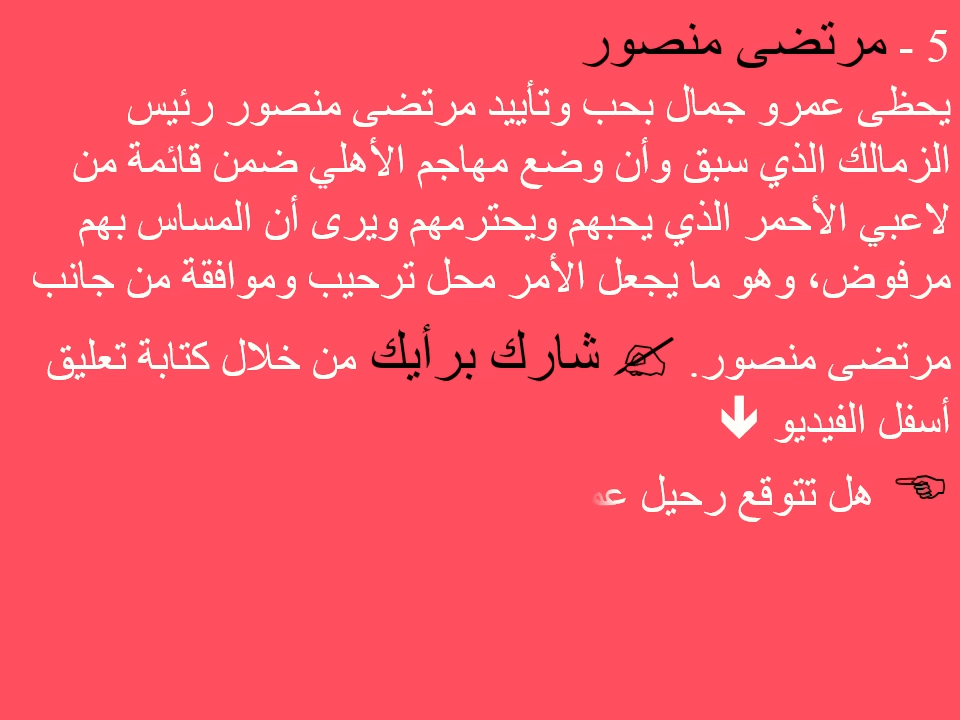 5 - مرتضى منصور
يحظى عمرو جمال بحب وتأييد مرتضى منصور رئيس
الزمالك الذي سبق وأن وضع مهاجم الأهلي ضمن قائمة من
لاعبي الأحمر الذي يحبهم ويحترمهم ويرى أن المساس بهم
مرفوض، وهو ما يجعل الأمر محل ترحيب وموافقة من جانب
مرتضى منصور. شارك برأيك من خلال كتابة تعليق
أسفل الفيديو
هل تتوقع رحيل